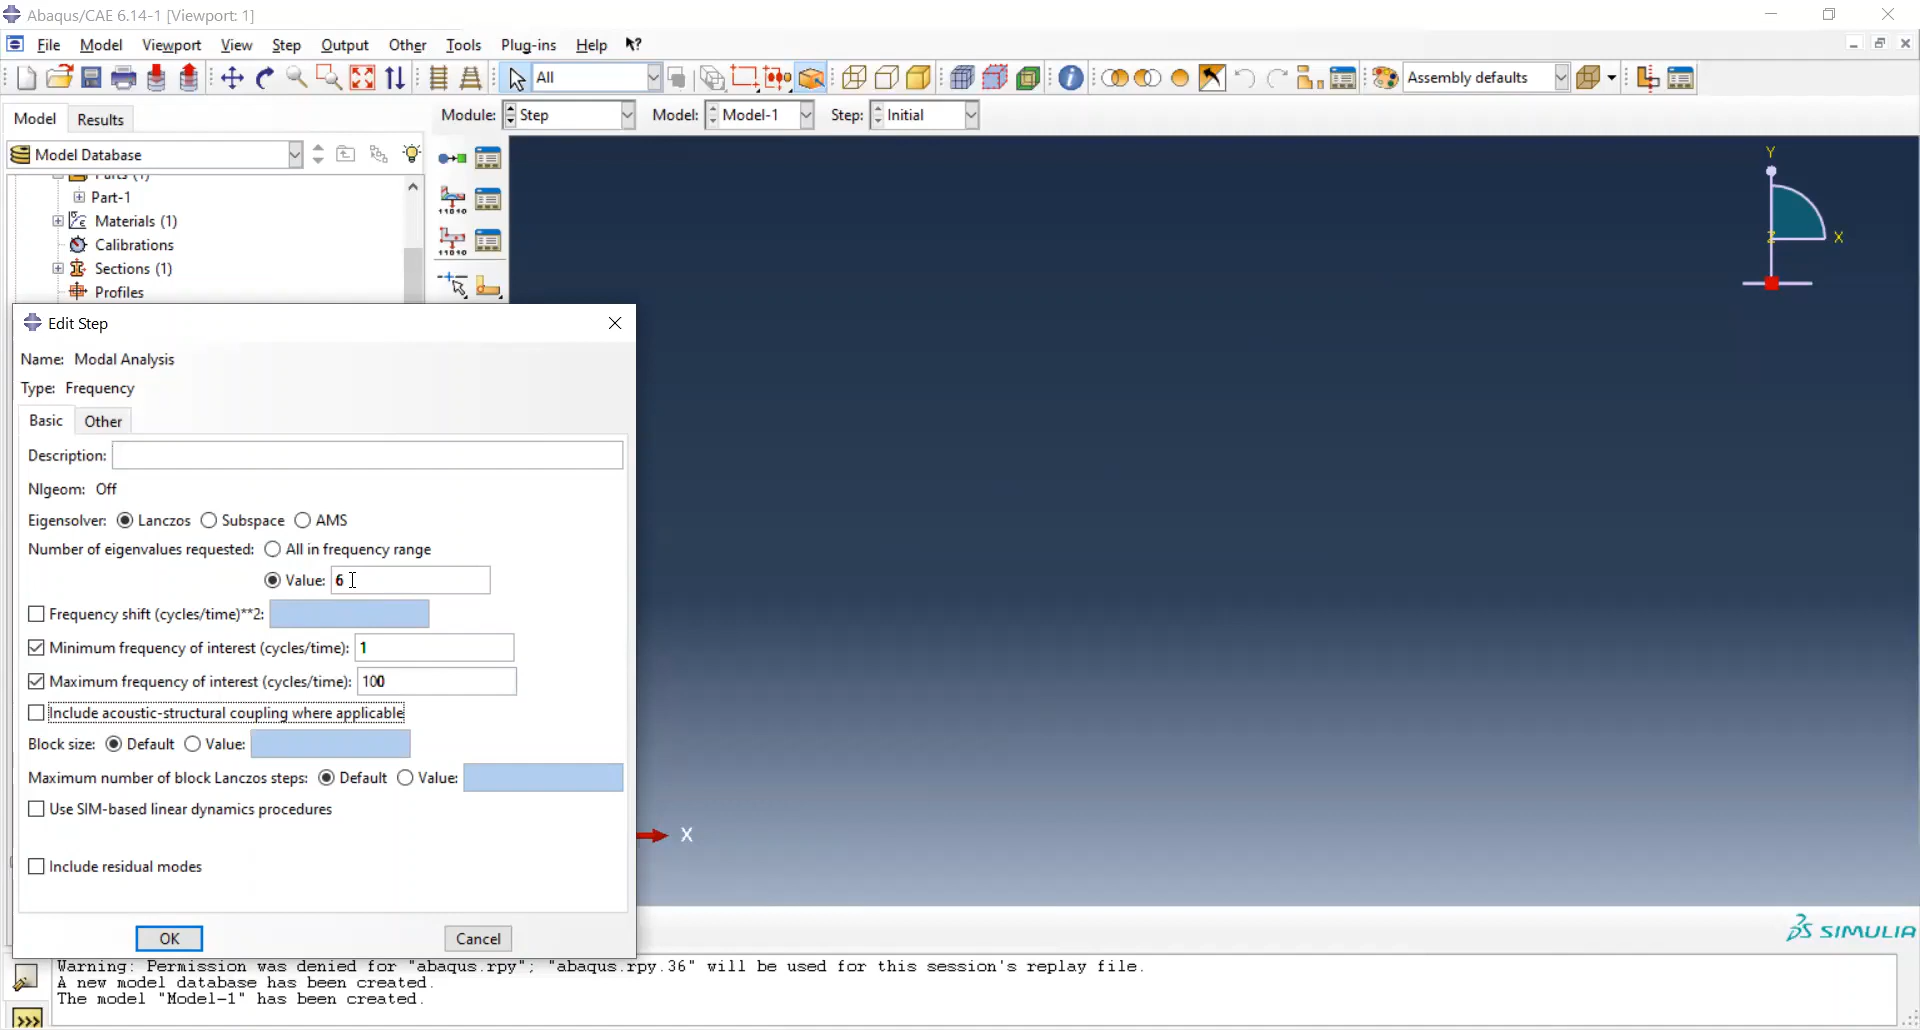 Abaqus/CAE 6.14-1 [Viewport: 1]
File Model Viewport View Step Output Other Tools Plug-ins Help
All Assembly defaults
Model Results Module: Step Model: Model-1 Step: Initial
Model Database
Parts (1)
Part-1
Materials (1)
Calibrations
Sections (1)
Profiles
11010
11010
Y
Z X
Edit Step
Name: Modal Analysis
Type: Frequency
Basic Other
Description:
Nlgeom: Off
Eigensolver: Lanczos Subspace AMS
Number of eigenvalues requested: All in frequency range
Value: 6
Frequency shift (cycles/time)**2:
Minimum frequency of interest (cycles/time): 1
Maximum frequency of interest (cycles/time): 100
Include acoustic-structural coupling where applicable
Block size: Default Value:
Maximum number of block Lanczos steps: Default Value:
Use SIM-based linear dynamics procedures
Include residual modes
OK Cancel
X
SIMULIA
Warning: Permission was denied for "abaqus.rpy"; "abaqus.rpy.36" will be used for this session's replay file.
A new model database has been created.
The model "Model-1" has been created.
>>>